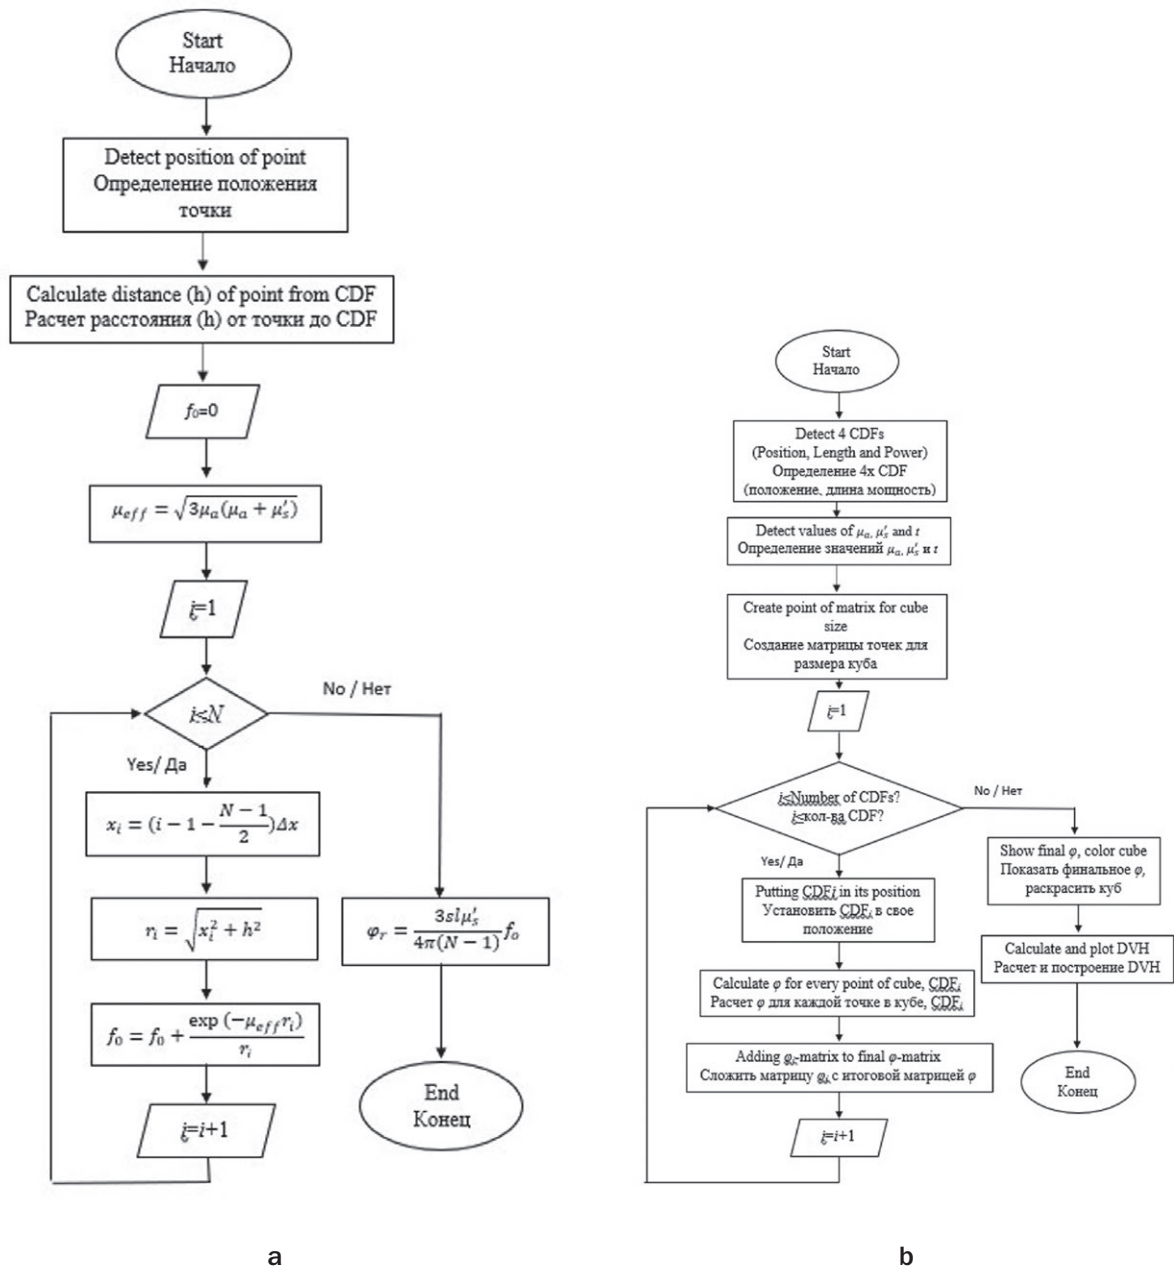 Start
Начало
Detect position of point
Определение положения
точки
Calculate distance (h) of point from CDF
Расчет расстояния (h) от точки до CDF
f₀=0
μ_eff = √(3μ_a(μ_a + μ′_s))
i=1
i≤N
No / Нет
Yes/ Да
x_i = (i − 1 − (N − 1)/2)Δx
r_i = √(x_i² + h²)
f₀ = f₀ + exp (−μ_eff r_i)/r_i
i=i+1
φ_r = 3slμ′_s/(4π(N − 1)) f_o
End
Конец
a
Start
Начало
Detect 4 CDFs
(Position, Length and Power)
Определение 4х CDF
(положение, длина мощность)
Detect values of μ_a, μ′_s and t
Определение значений μ_a, μ′_s и t
Create point of matrix for cube
size
Создание матрицы точек для
размера куба
i=1
i≤Number of CDFs?
i≤кол-ва CDF?
No / Нет
Yes/ Да
Putting CDF_i in its position
Установить CDF_i в свое
положение
Calculate φ for every point of cube, CDF_i
Расчет φ для каждой точке в кубе, CDF_i
Adding φ_i-matrix to final φ-matrix
Сложить матрицу φ_i с итоговой матрицей φ
i=i+1
Show final φ, color cube
Показать финальное φ,
раскрасить куб
Calculate and plot DVH
Расчет и построение DVH
End
Конец
b